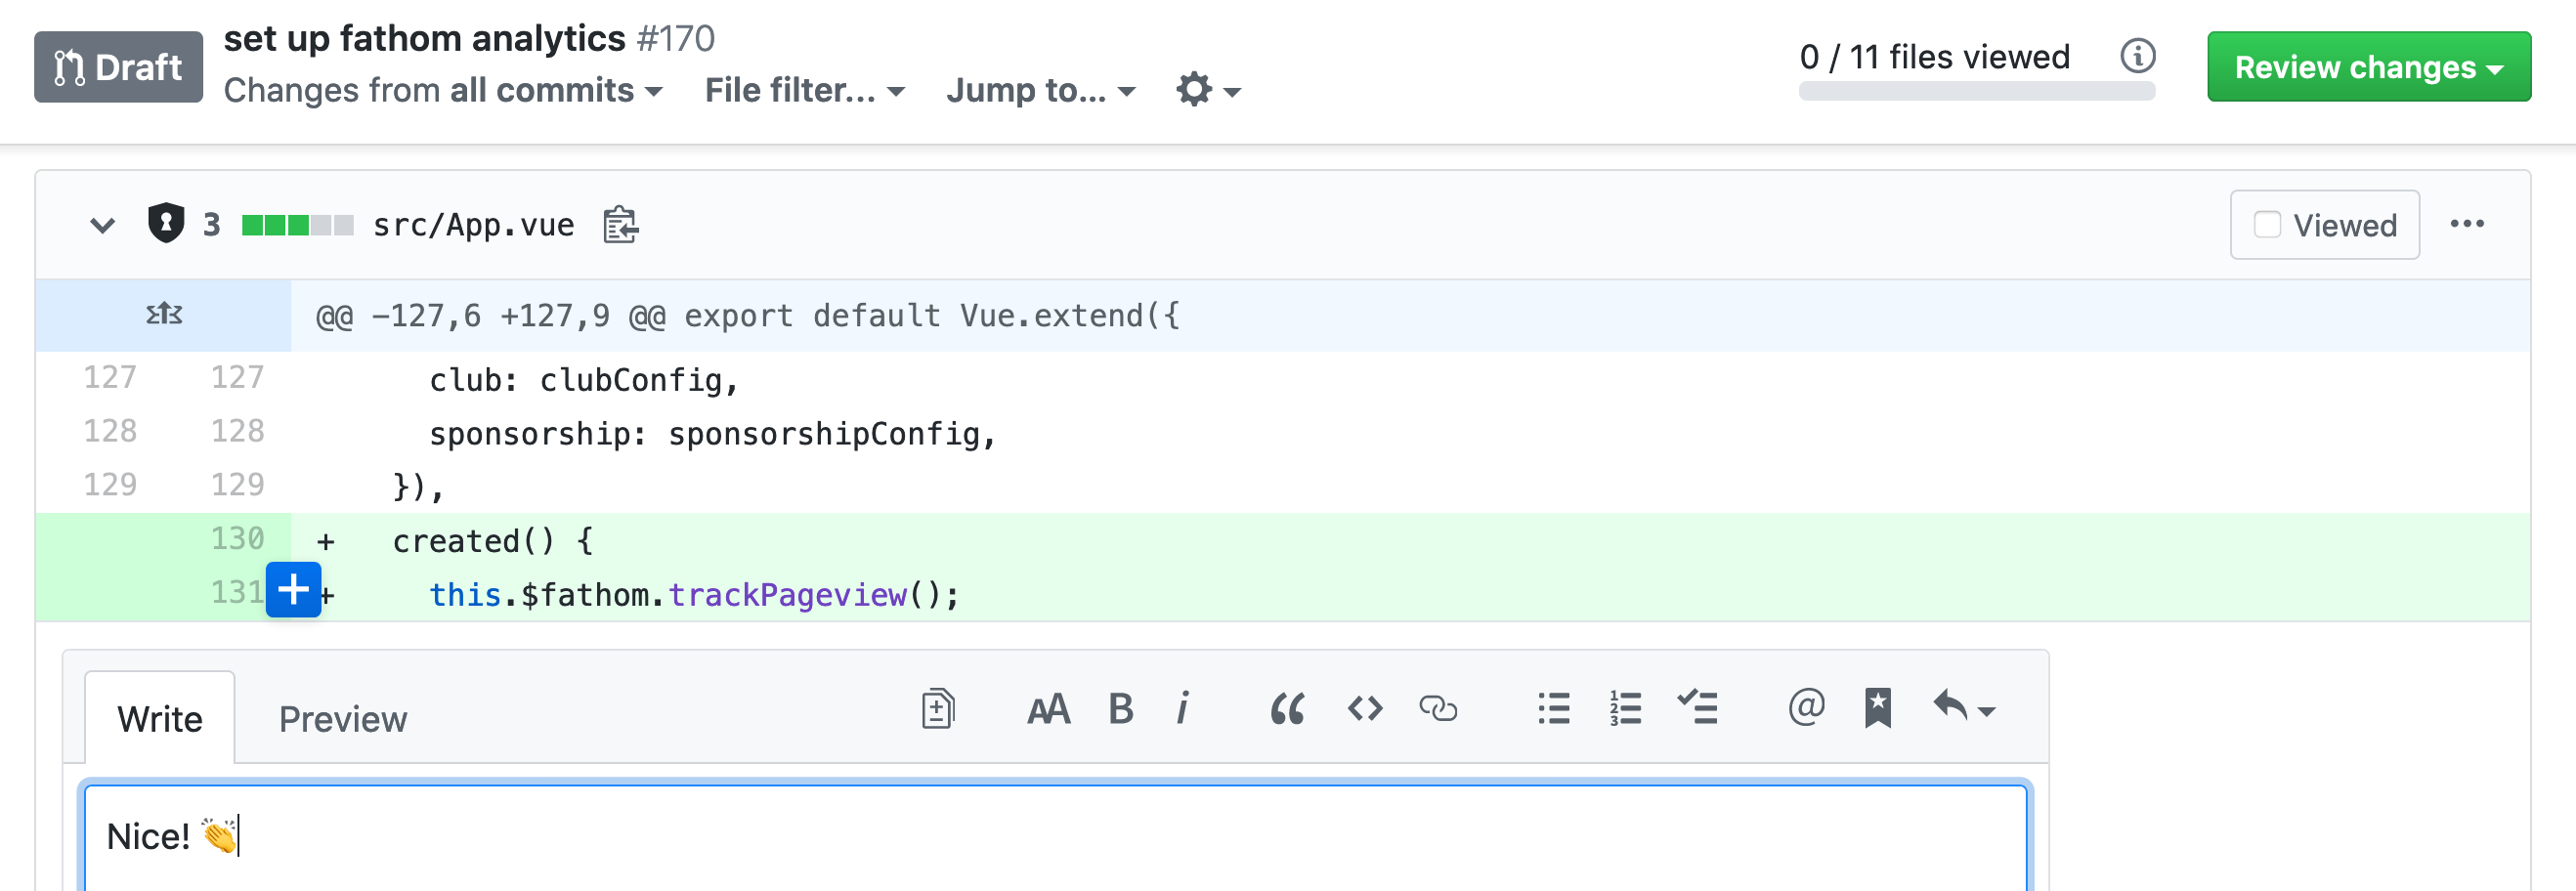 Draft
set up fathom analytics #170
Changes from all commits File filter... Jump to...
0 / 11 files viewed
Review changes
3 src/App.vue
Viewed
@@ -127,6 +127,9 @@ export default Vue.extend({
127 127 club: clubConfig,
128 128 sponsorship: sponsorshipConfig,
129 129 }),
130 + created() {
131 + this.$fathom.trackPageview();
Write Preview
Nice! 👏